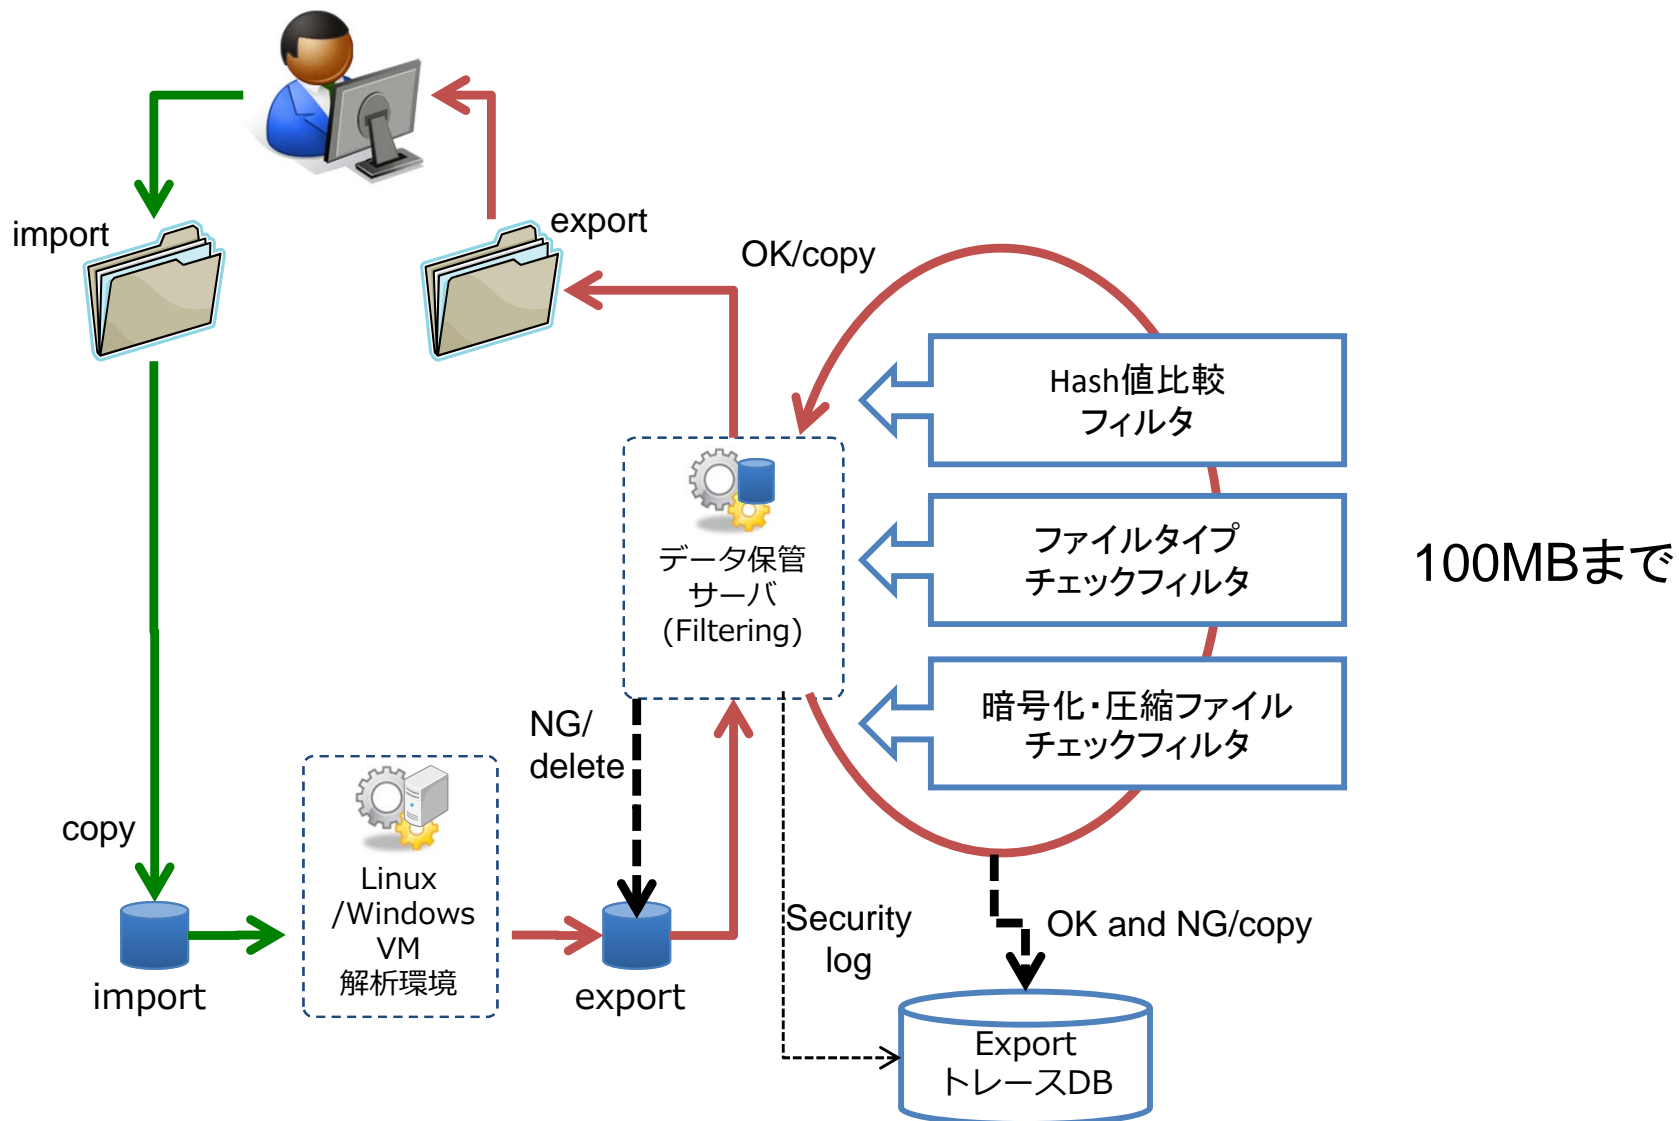 import
export
OK/copy
Hash値比較
フィルタ
ファイルタイプ
チェックフィルタ
100MBまで
データ保管
サーバ
(Filtering)
暗号化・圧縮ファイル
チェックフィルタ
NG/
delete
copy
Linux
/Windows
VM
解析環境
import
export
Security
log
OK and NG/copy
Export
トレースDB